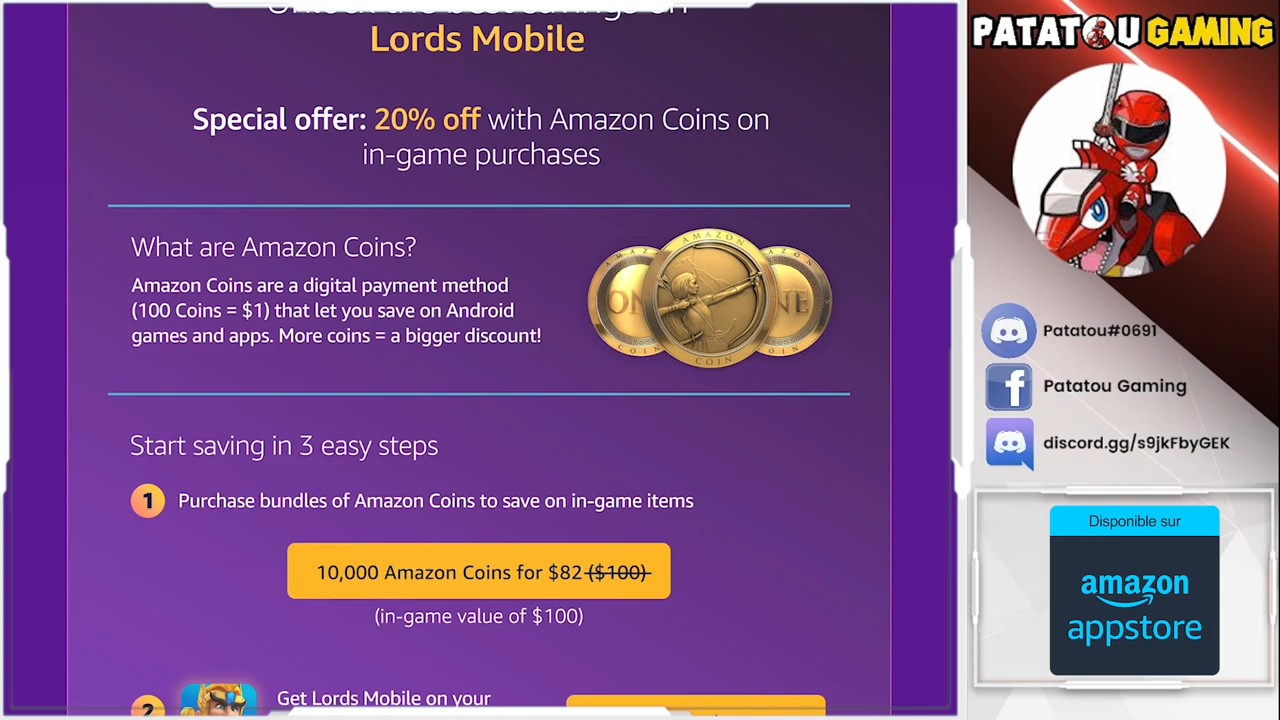 Lords Mobile
Special offer: 20% off with Amazon Coins on
in-game purchases
What are Amazon Coins?
Amazon Coins are a digital payment method
(100 Coins = $1) that let you save on Android
games and apps. More coins = a bigger discount!
AMAZON
COIN
Start saving in 3 easy steps
1 Purchase bundles of Amazon Coins to save on in-game items
10,000 Amazon Coins for $82 ($100)
(in-game value of $100)
2 Get Lords Mobile on your
PATATOU GAMING
Patatou#0691
Patatou Gaming
discord.gg/s9jkFbyGEK
Disponible sur
amazon
appstore